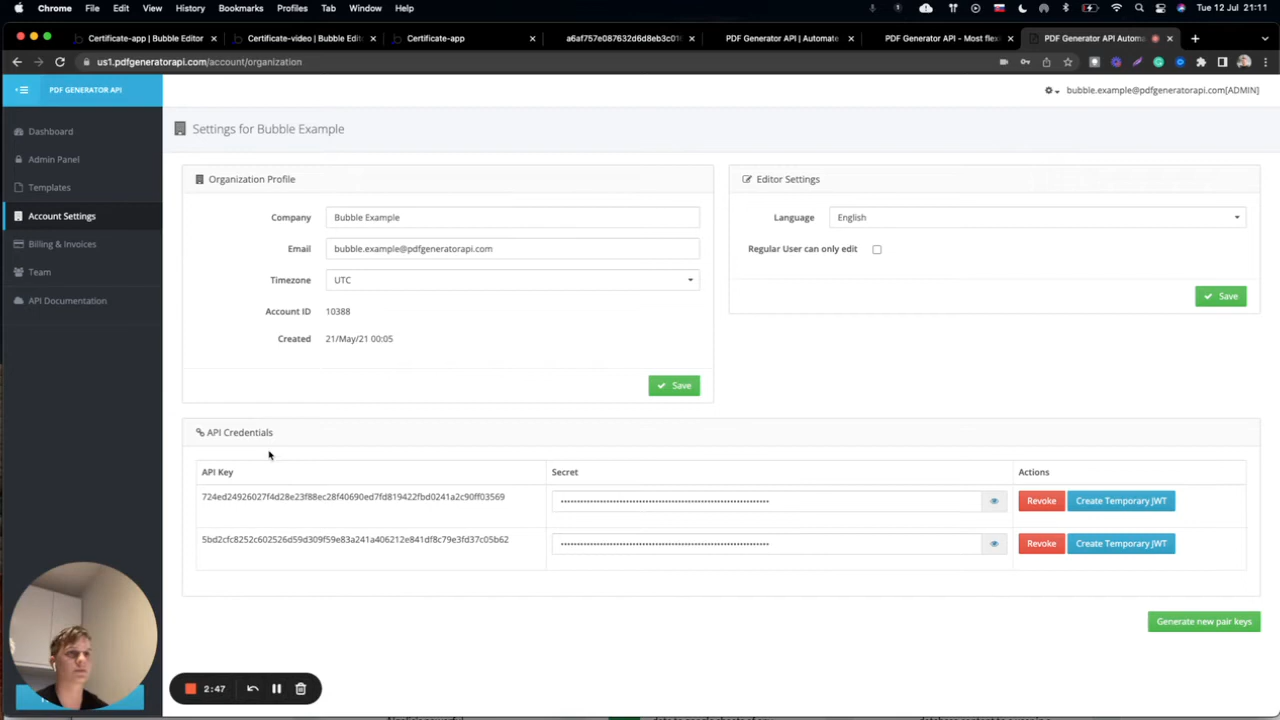 Chrome File Edit View History Bookmarks Profiles Tab Window Help Tue 12 Jul 21:11
Certificate-app | Bubble Editor Certificate-video | Bubble Edit Certificate-app a6af757e087632d6d8eb3c01 PDF Generator API | Automate PDF Generator API - Most flexi PDF Generator API Automa
us1.pdfgeneratorapi.com/account/organization
PDF GENERATOR API
bubble.example@pdfgeneratorapi.com[ADMIN]
Settings for Bubble Example
Dashboard
Admin Panel
Templates
Account Settings
Billing & Invoices
Team
API Documentation
Organization Profile
Company Bubble Example
Email bubble.example@pdfgeneratorapi.com
Timezone UTC
Account ID 10388
Created 21/May/21 00:05
Save
Editor Settings
Language English
Regular User can only edit
Save
API Credentials
API Key Secret Actions
724ed24926027f4d28e23f88ec28f40690ed7fd819422fbd0241a2c90ff03569 Revoke Create Temporary JWT
5bd2cfc8252c602526d59d309f59e83a241a406212e841df8c79e3fd37c05b62 Revoke Create Temporary JWT
Generate new pair keys
2:47